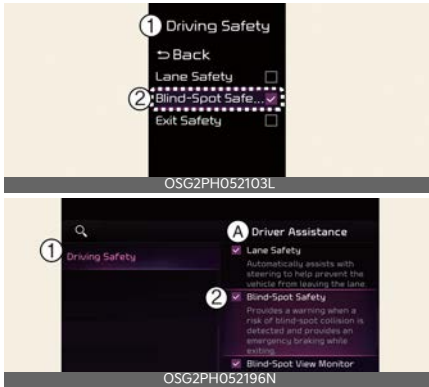 1 Driving Safety
⮌ Back
Lane Safety
2 Blind-Spot Safe...
Exit Safety
OSG2PH052103L
A Driver Assistance
1 Driving Safety
Lane Safety
Automatically assists with
steering to help prevent the
vehicle from leaving the lane.
2 Blind-Spot Safety
Provides a warning when a
risk of blind-spot collision is
detected and provides an
emergency braking while
exiting.
Blind-Spot View Monitor
OSG2PH052196N